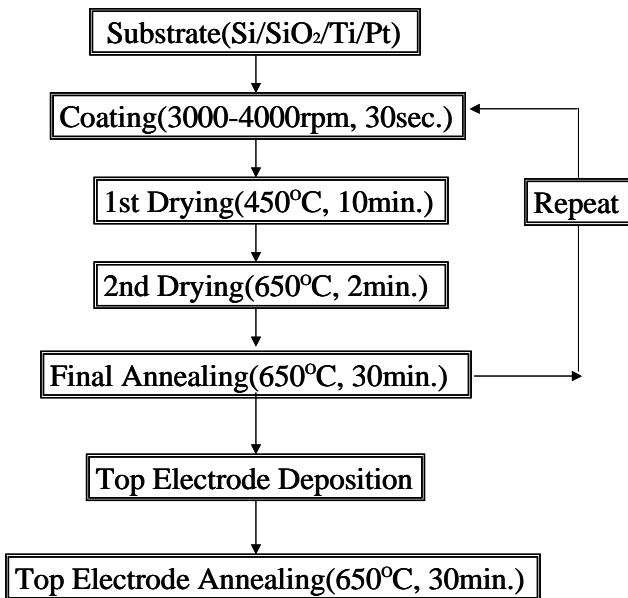 Substrate(Si/SiO₂/Ti/Pt)
Coating(3000-4000rpm, 30sec.)
1st Drying(450°C, 10min.)
Repeat
2nd Drying(650°C, 2min.)
Final Annealing(650°C, 30min.)
Top Electrode Deposition
Top Electrode Annealing(650°C, 30min.)